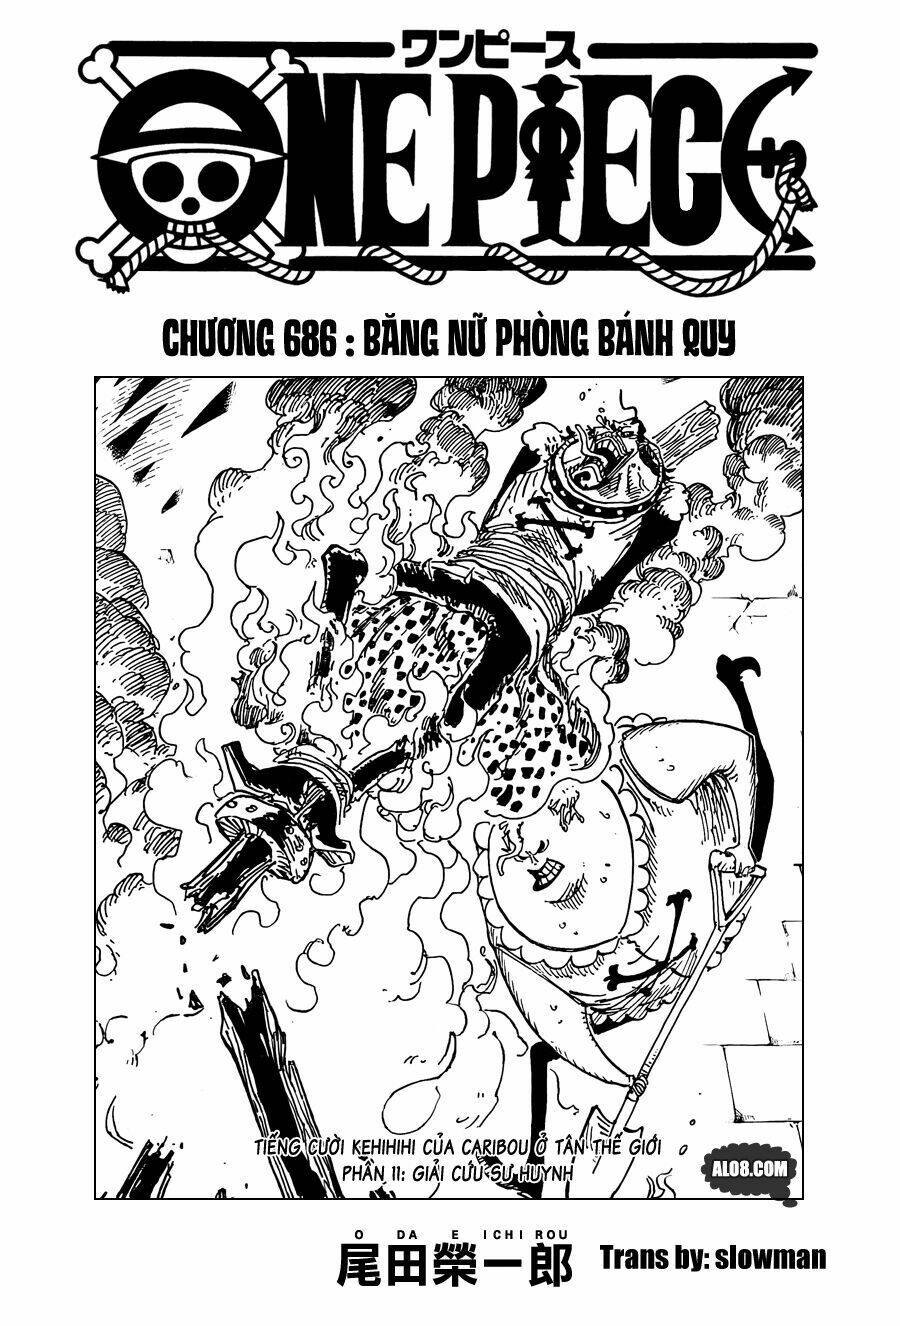 ワンピース
ONE PIECE
CHƯƠNG 686 : BĂNG NỮ PHÒNG BÁNH QUY
TIẾNG CƯỜI KEHIHIHI CỦA CARIBOU Ở TÂN THẾ GIỚI
PHẦN 11: GIẢI CỨU SƯ HUYNH
ALO8.COM
O DA E ICHI ROU
尾田榮一郎
Trans by: slowman